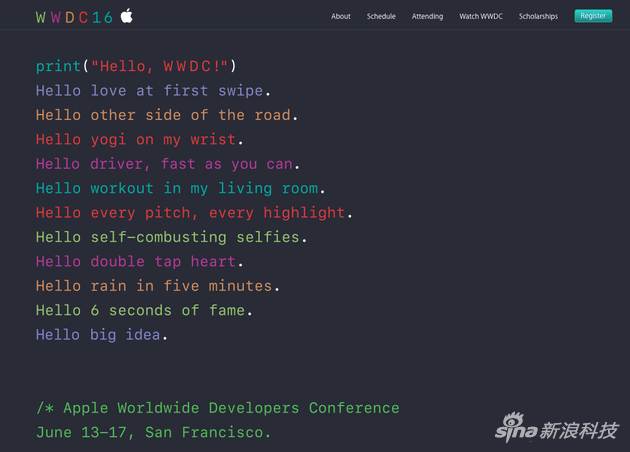 WWDC16
About Schedule Attending Watch WWDC Scholarships Register
print("Hello, WWDC!")
Hello love at first swipe.
Hello other side of the road.
Hello yogi on my wrist.
Hello driver, fast as you can.
Hello workout in my living room.
Hello every pitch, every highlight.
Hello self-combusting selfies.
Hello double tap heart.
Hello rain in five minutes.
Hello 6 seconds of fame.
Hello big idea.
/* Apple Worldwide Developers Conference
June 13–17, San Francisco.
sina新浪科技